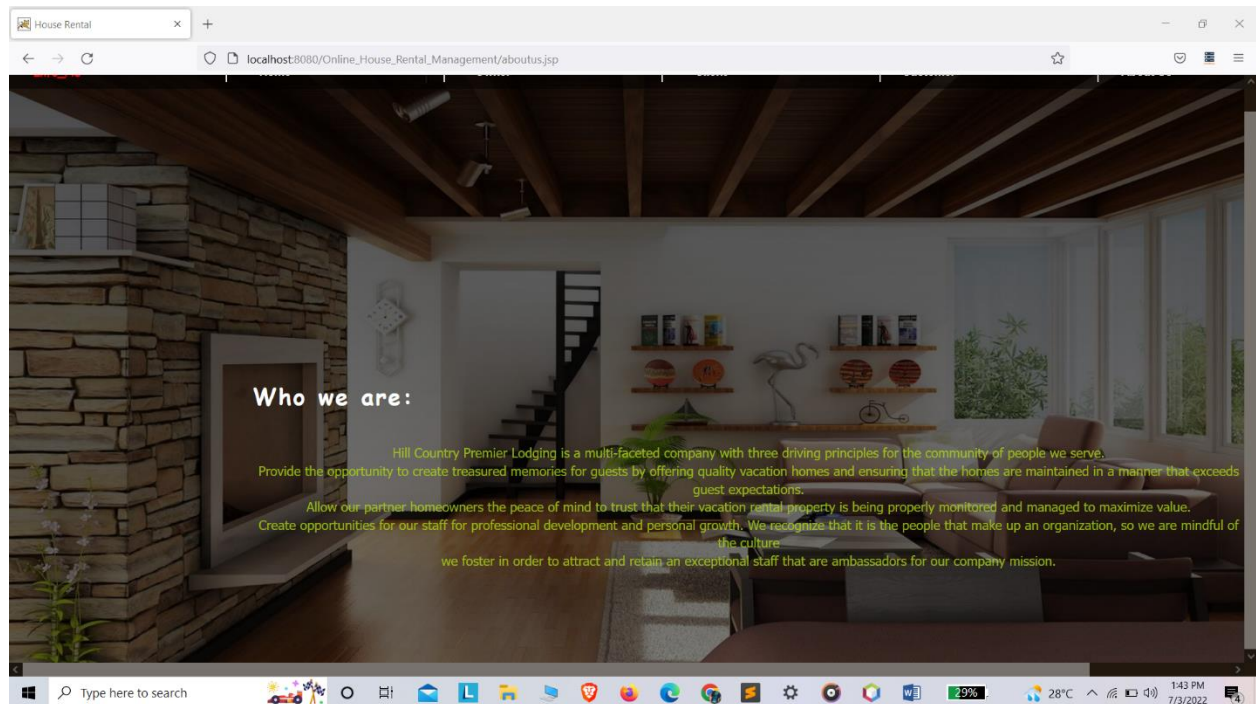 House Rental
localhost:8080/Online_House_Rental_Management/aboutus.jsp
Who we are:
Hill Country Premier Lodging is a multi-faceted company with three driving principles for the community of people we serve.
Provide the opportunity to create treasured memories for guests by offering quality vacation homes and ensuring that the homes are maintained in a manner that exceeds
guest expectations.
Allow our partner homeowners the peace of mind to trust that their vacation rental property is being properly monitored and managed to maximize value.
Create opportunities for our staff for professional development and personal growth. We recognize that it is the people that make up an organization, so we are mindful of
the culture
we foster in order to attract and retain an exceptional staff that are ambassadors for our company mission.
Type here to search
29%
28°C
1:43 PM
7/3/2022